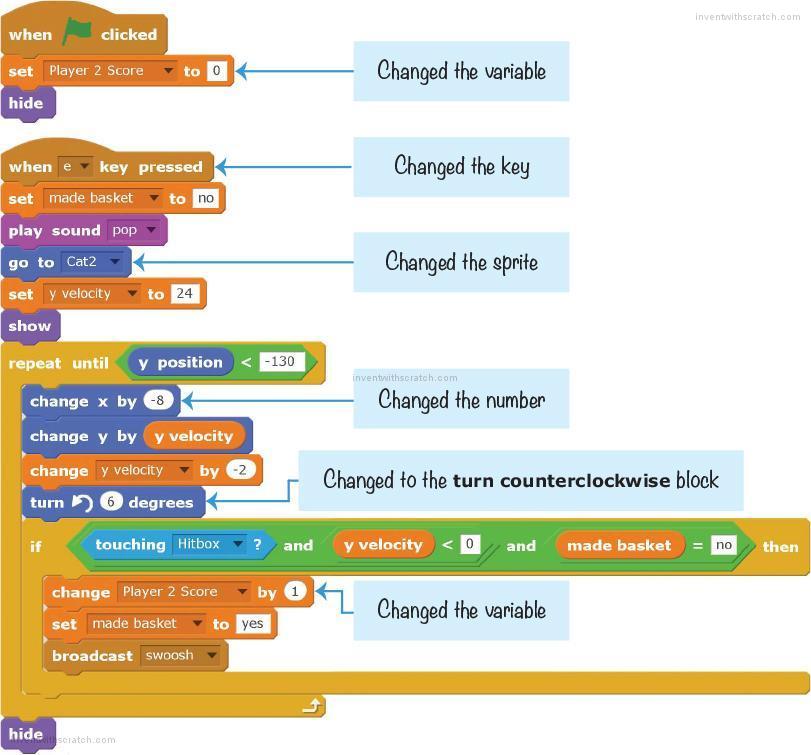 inventwithscratch.com
when clicked
set Player 2 Score to 0
Changed the variable
hide
when e key pressed
Changed the key
set made basket to no
play sound pop
go to Cat2
Changed the sprite
set y velocity to 24
show
repeat until y position < -130
inventwithscratch.com
change x by -8
Changed the number
change y by y velocity
change y velocity by -2
Changed to the turn counterclockwise block
turn 6 degrees
if touching Hitbox ? and y velocity < 0 and made basket = no then
change Player 2 Score by 1
Changed the variable
set made basket to yes
broadcast swoosh
hide
inventwithscratch.com